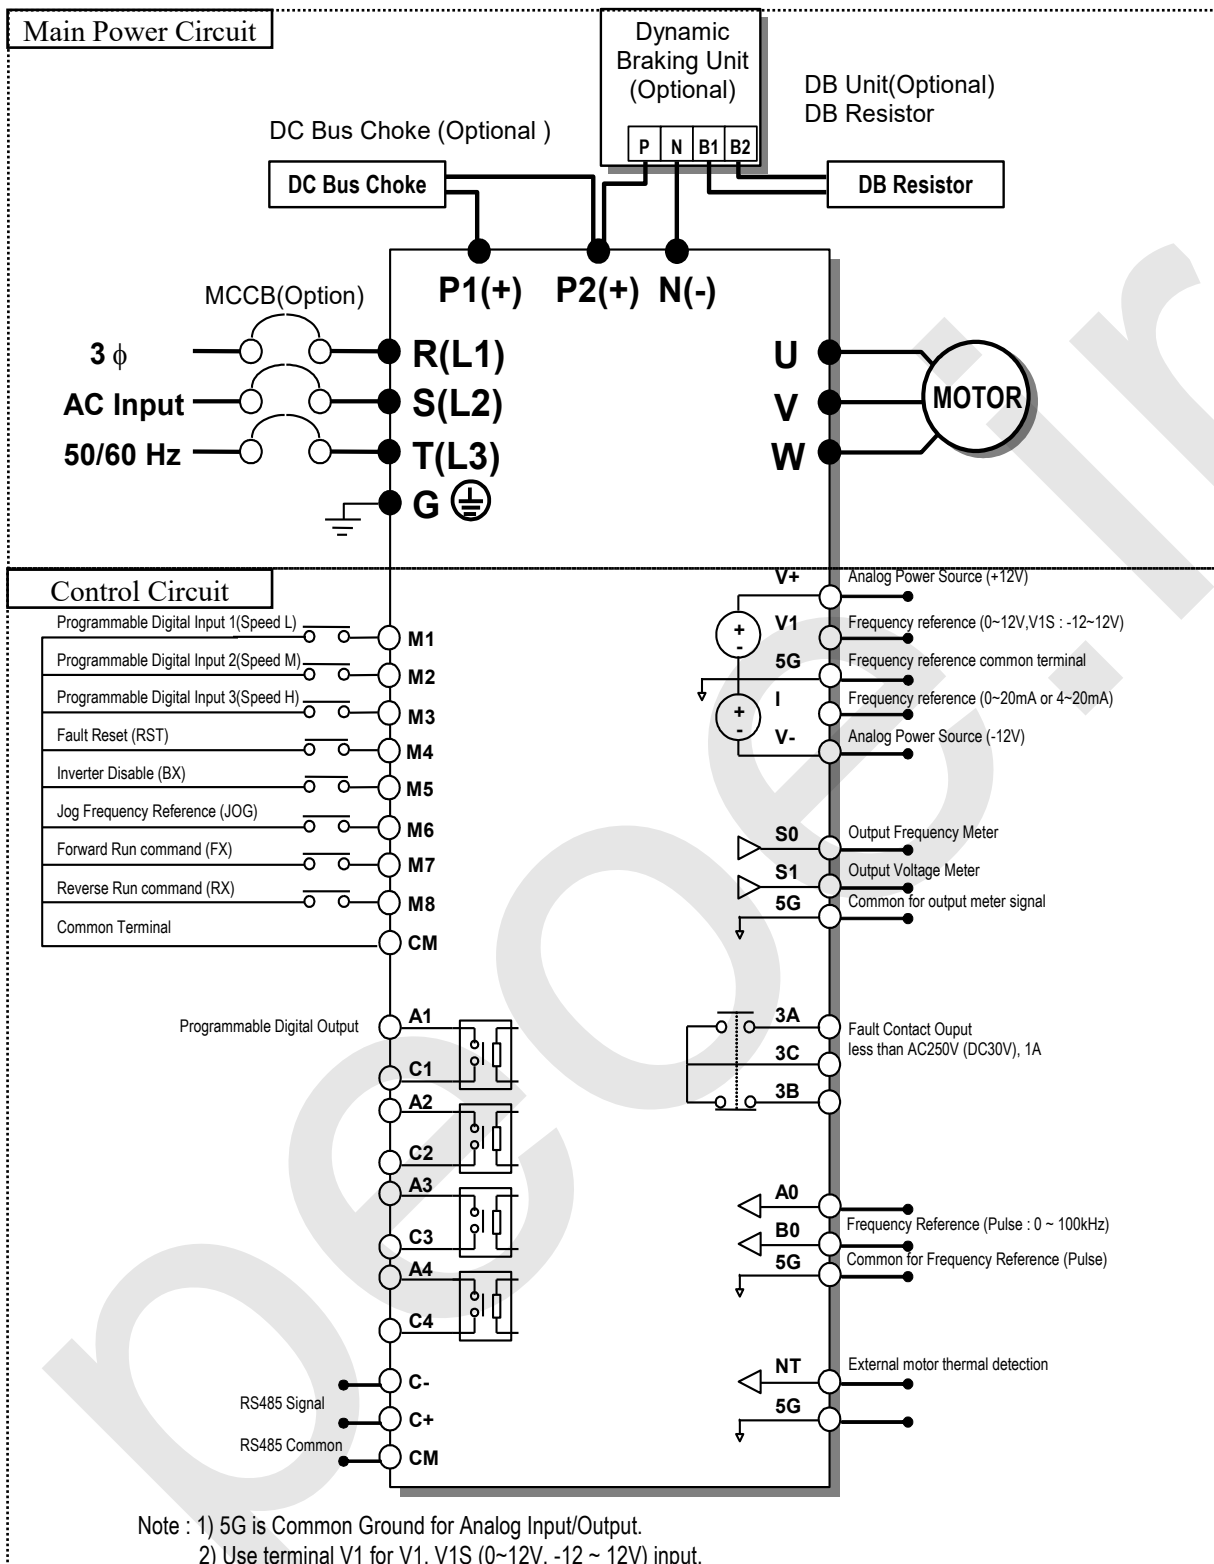 Main Power Circuit
Dynamic
Braking Unit
(Optional)
DB Unit(Optional)
DB Resistor
DC Bus Choke (Optional )
P N B1 B2
DC Bus Choke
DB Resistor
P1(+) P2(+) N(-)
MCCB(Option)
3 ϕ
R(L1)
U
AC Input
S(L2)
V
MOTOR
50/60 Hz
T(L3)
W
G
Control Circuit
V+ Analog Power Source (+12V)
Programmable Digital Input 1(Speed L)
M1
+
-
V1 Frequency reference (0~12V,V1S : -12~12V)
Programmable Digital Input 2(Speed M)
M2
5G Frequency reference common terminal
Programmable Digital Input 3(Speed H)
M3
+
-
I Frequency reference (0~20mA or 4~20mA)
Fault Reset (RST)
M4
V- Analog Power Source (-12V)
Inverter Disable (BX)
M5
Jog Frequency Reference (JOG)
M6
S0 Output Frequency Meter
Forward Run command (FX)
M7
S1 Output Voltage Meter
Reverse Run command (RX)
M8
5G Common for output meter signal
Common Terminal
CM
Programmable Digital Output
A1
3A
Fault Contact Ouput
less than AC250V (DC30V), 1A
C1
3C
A2
3B
C2
A3
A0
Frequency Reference (Pulse : 0 ~ 100kHz)
C3
B0
Common for Frequency Reference (Pulse)
A4
5G
C4
C-
NT External motor thermal detection
RS485 Signal
C+
5G
RS485 Common
CM
Note : 1) 5G is Common Ground for Analog Input/Output.
2) Use terminal V1 for V1, V1S (0~12V, -12 ~ 12V) input.
peoe.ir